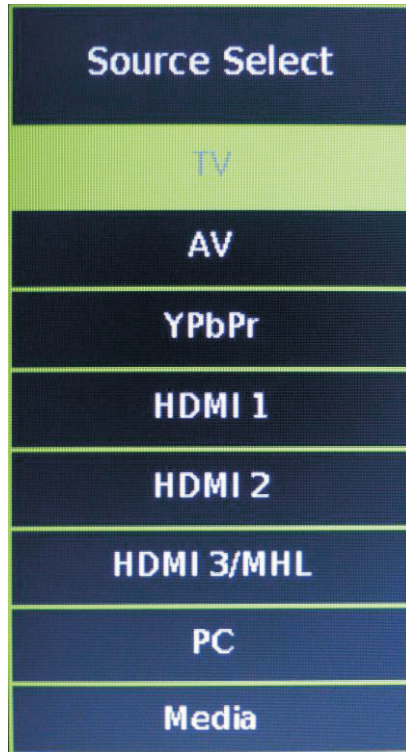 Source Select
TV
AV
YPbPr
HDMI 1
HDMI 2
HDMI 3/MHL
PC
Media